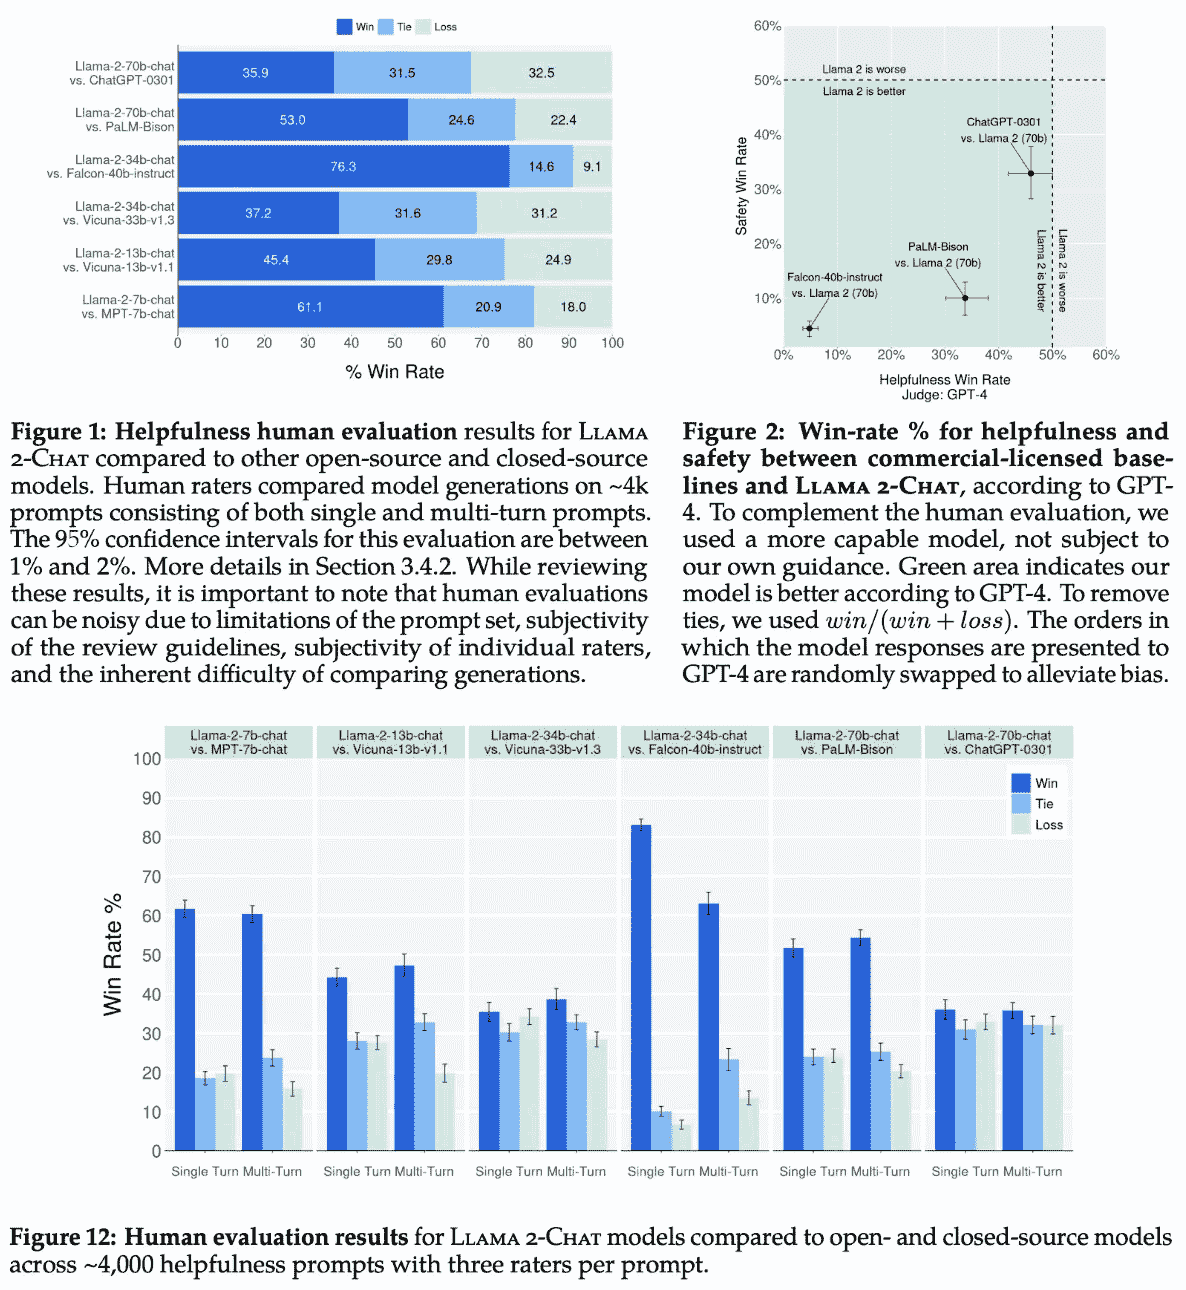 Win Tie Loss
Llama-2-70b-chat
vs. ChatGPT-0301
35.9 31.5 32.5
Llama-2-70b-chat
vs. PaLM-Bison
53.0 24.6 22.4
Llama-2-34b-chat
vs. Falcon-40b-instruct
76.3 14.6 9.1
Llama-2-34b-chat
vs. Vicuna-33b-v1.3
37.2 31.6 31.2
Llama-2-13b-chat
vs. Vicuna-13b-v1.1
45.4 29.8 24.9
Llama-2-7b-chat
vs. MPT-7b-chat
61.1 20.9 18.0
0 10 20 30 40 50 60 70 80 90 100
% Win Rate
60%
50%
40%
30%
20%
10%
Safety Win Rate
Llama 2 is worse
Llama 2 is better
ChatGPT-0301
vs. Llama 2 (70b)
PaLM-Bison
vs. Llama 2 (70b)
Falcon-40b-instruct
vs. Llama 2 (70b)
Llama 2 is better
Llama 2 is worse
0% 10% 20% 30% 40% 50% 60%
Helpfulness Win Rate
Judge: GPT-4
Figure 1: Helpfulness human evaluation results for LLAMA
2-CHAT compared to other open-source and closed-source
models. Human raters compared model generations on ~4k
prompts consisting of both single and multi-turn prompts.
The 95% confidence intervals for this evaluation are between
1% and 2%. More details in Section 3.4.2. While reviewing
these results, it is important to note that human evaluations
can be noisy due to limitations of the prompt set, subjectivity
of the review guidelines, subjectivity of individual raters,
and the inherent difficulty of comparing generations.
Figure 2: Win-rate % for helpfulness and
safety between commercial-licensed base-
lines and LLAMA 2-CHAT, according to GPT-
4. To complement the human evaluation, we
used a more capable model, not subject to
our own guidance. Green area indicates our
model is better according to GPT-4. To remove
ties, we used win/(win + loss). The orders in
which the model responses are presented to
GPT-4 are randomly swapped to alleviate bias.
Llama-2-7b-chat
vs. MPT-7b-chat
Llama-2-13b-chat
vs. Vicuna-13b-v1.1
Llama-2-34b-chat
vs. Vicuna-33b-v1.3
Llama-2-34b-chat
vs. Falcon-40b-instruct
Llama-2-70b-chat
vs. PaLM-Bison
Llama-2-70b-chat
vs. ChatGPT-0301
Win
Tie
Loss
100
90
80
70
60
50
40
30
20
10
0
Win Rate %
Single Turn Multi-Turn Single Turn Multi-Turn Single Turn Multi-Turn Single Turn Multi-Turn Single Turn Multi-Turn Single Turn Multi-Turn
Figure 12: Human evaluation results for LLAMA 2-CHAT models compared to open- and closed-source models
across ~4,000 helpfulness prompts with three raters per prompt.